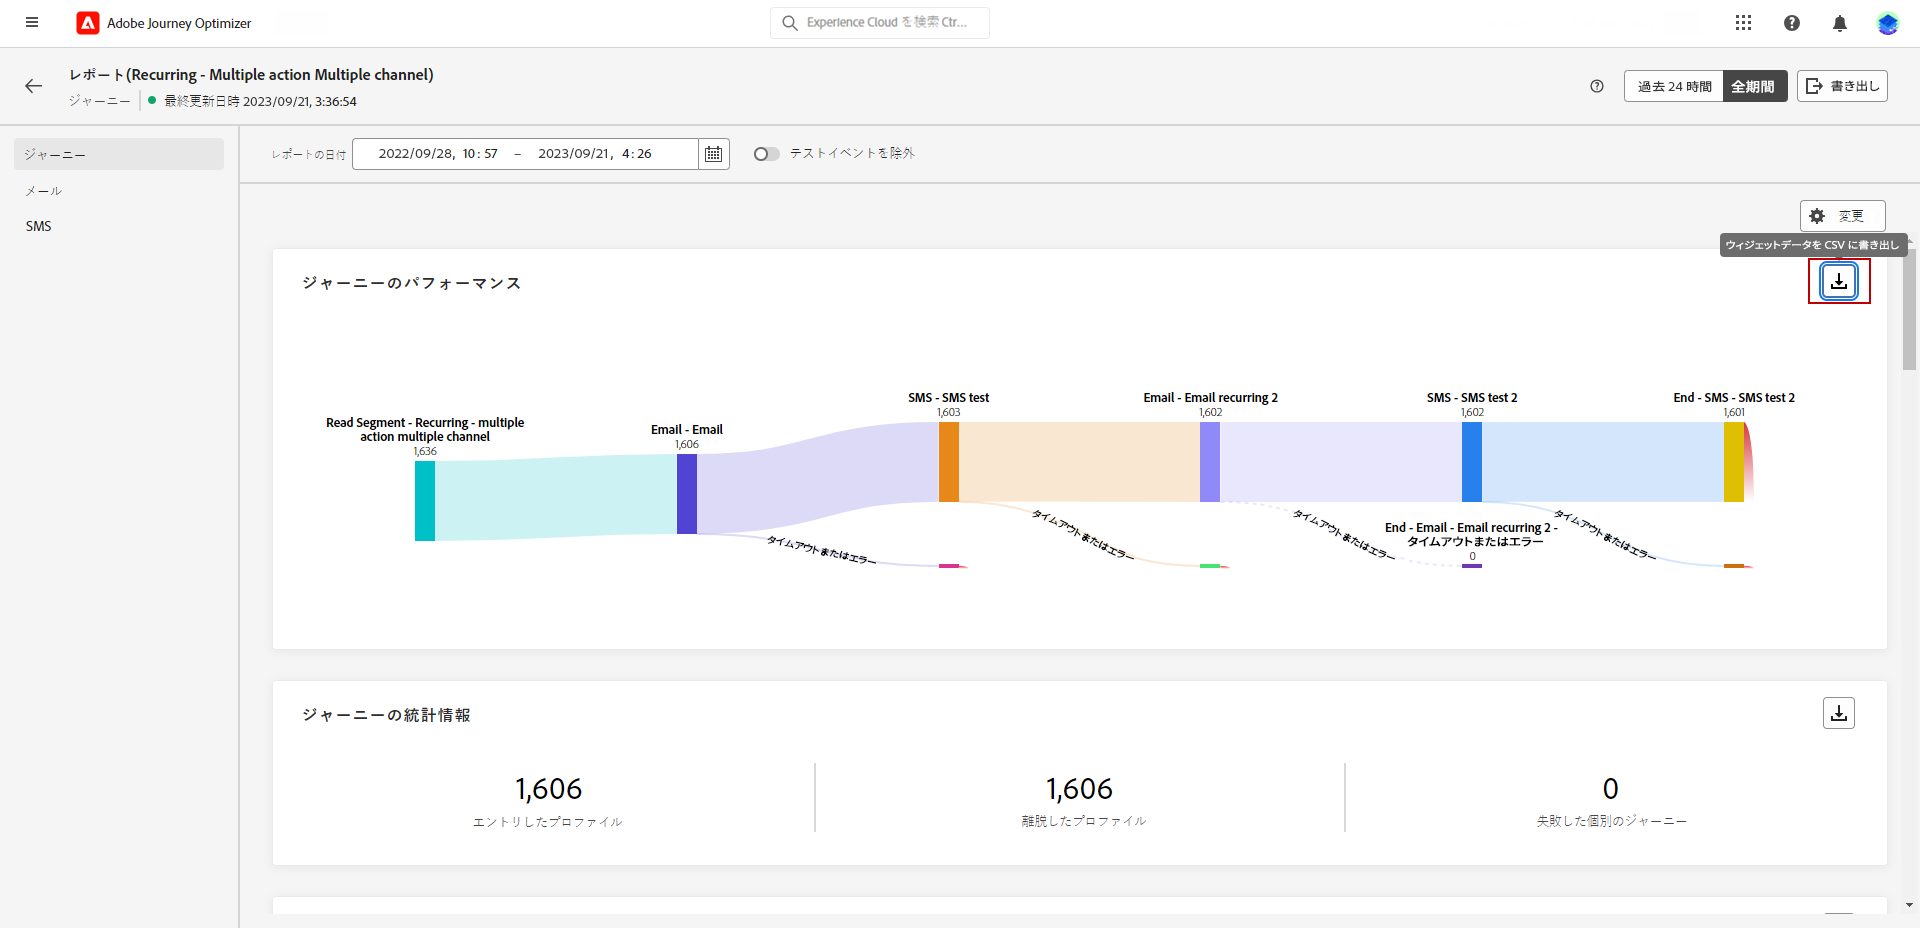 Adobe Journey Optimizer
Experience Cloud を検索 Ctr...
レポート(Recurring - Multiple action Multiple channel)
ジャーニー
最終更新日時 2023/09/21, 3:36:54
過去 24 時間
全期間
書き出し
ジャーニー
メール
SMS
レポートの日付
2022/09/28, 10:57 – 2023/09/21, 4:26
テストイベントを除外
変更
ウィジェットデータを CSV に書き出し
ジャーニーのパフォーマンス
Read Segment - Recurring - multiple
action multiple channel
1,636
Email - Email
1,606
SMS - SMS test
1,603
Email - Email recurring 2
1,602
SMS - SMS test 2
1,602
End - SMS - SMS test 2
1,601
タイムアウトまたはエラー
タイムアウトまたはエラー
タイムアウトまたはエラー
End - Email - Email recurring 2 -
タイムアウトまたはエラー
0
タイムアウトまたはエラー
ジャーニーの統計情報
1,606
エントリしたプロファイル
1,606
離脱したプロファイル
0
失敗した個別のジャーニー